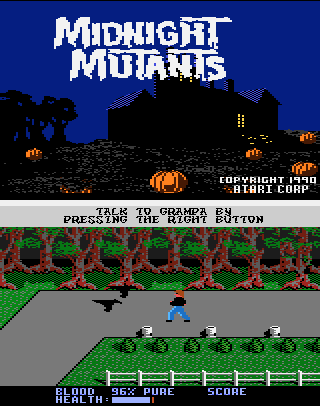 MIDNIGHT
MUTANTS
COPYRIGHT 1990
ATARI CORP
TALK TO GRAMPA BY
PRESSING THE RIGHT BUTTON
BLOOD 96% PURE SCORE
HEALTH: